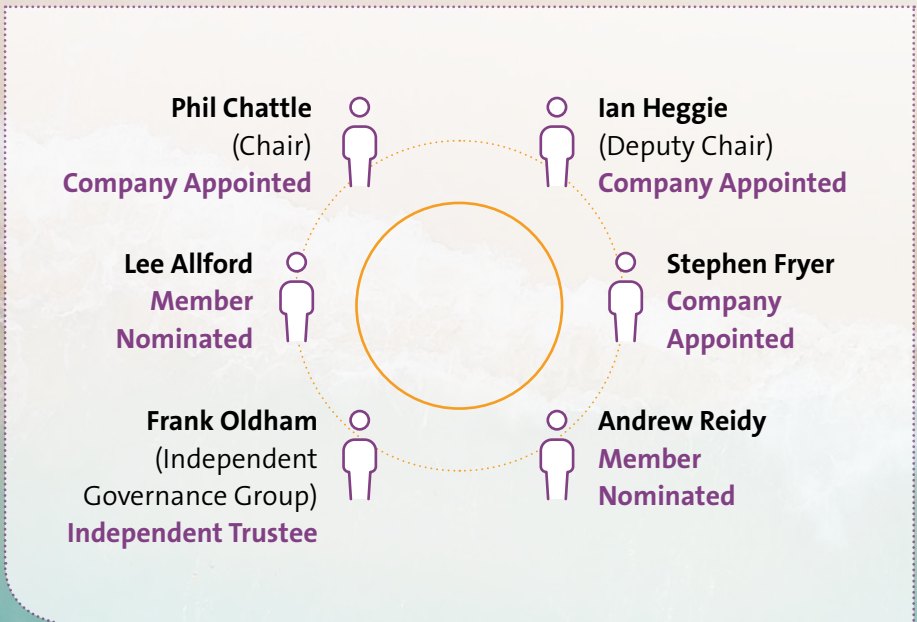 Phil Chattle
(Chair)
Company Appointed
Ian Heggie
(Deputy Chair)
Company Appointed
Lee Allford
Member
Nominated
Stephen Fryer
Company
Appointed
Frank Oldham
(Independent
Governance Group)
Independent Trustee
Andrew Reidy
Member
Nominated